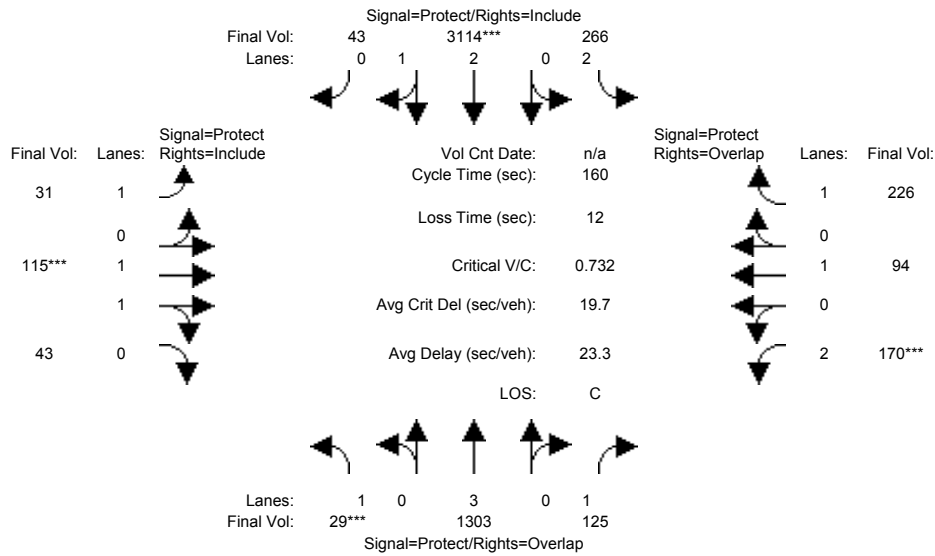 Signal=Protect/Rights=Include
Final Vol: 43 3114*** 266
Lanes: 0 1 2 0 2
Signal=Protect Signal=Protect
Final Vol: Lanes: Rights=Include Vol Cnt Date: n/a Rights=Overlap Lanes: Final Vol:
Cycle Time (sec): 160
31 1 1 226
Loss Time (sec): 12
0 0
115*** 1 Critical V/C: 0.732 1 94
1 Avg Crit Del (sec/veh): 19.7 0
43 0 Avg Delay (sec/veh): 23.3 2 170***
LOS: C
Lanes: 1 0 3 0 1
Final Vol: 29*** 1303 125
Signal=Protect/Rights=Overlap